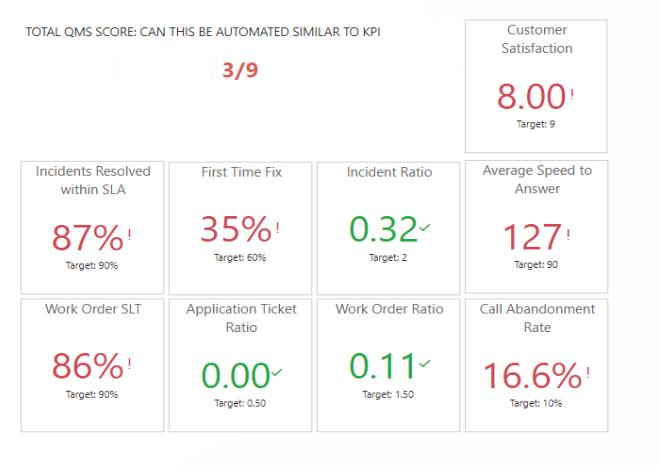 TOTAL QMS SCORE: CAN THIS BE AUTOMATED SIMILAR TO KPI
3/9
Customer
Satisfaction
8.00!
Target: 9
Incidents Resolved
within SLA
87%!
Target: 90%
First Time Fix
35%!
Target: 60%
Incident Ratio
0.32✓
Target: 2
Average Speed to
Answer
127!
Target: 90
Work Order SLT
86%!
Target: 90%
Application Ticket
Ratio
0.00✓
Target: 0.50
Work Order Ratio
0.11✓
Target: 1.50
Call Abandonment
Rate
16.6%!
Target: 10%